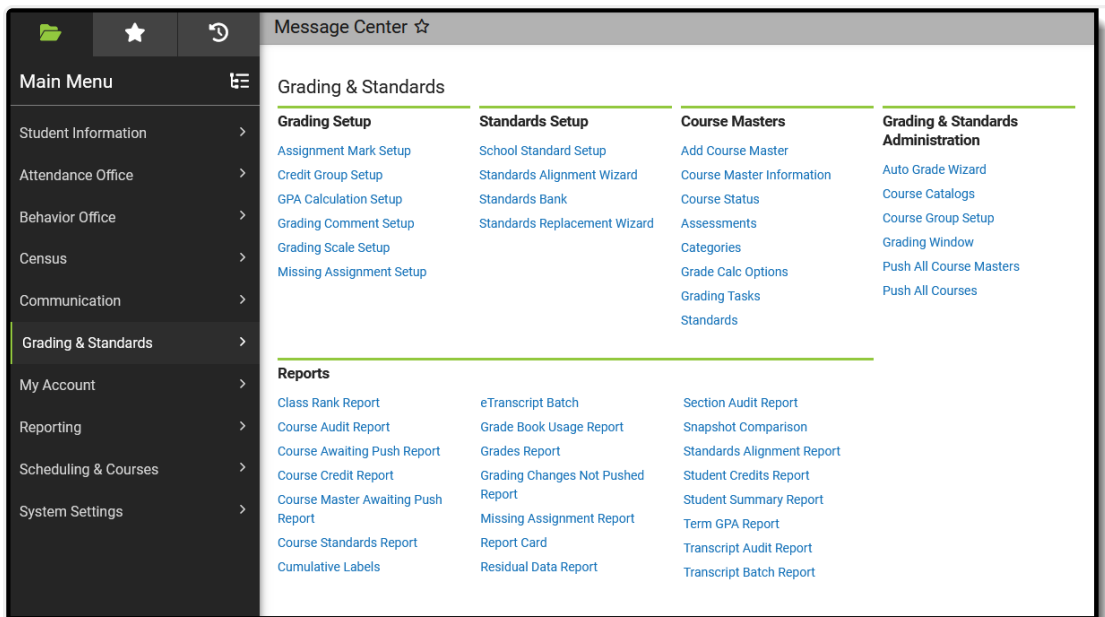 Message Center
Main Menu
Student Information
Attendance Office
Behavior Office
Census
Communication
Grading & Standards
My Account
Reporting
Scheduling & Courses
System Settings
Grading & Standards
Grading Setup
Assignment Mark Setup
Credit Group Setup
GPA Calculation Setup
Grading Comment Setup
Grading Scale Setup
Missing Assignment Setup
Standards Setup
School Standard Setup
Standards Alignment Wizard
Standards Bank
Standards Replacement Wizard
Course Masters
Add Course Master
Course Master Information
Course Status
Assessments
Categories
Grade Calc Options
Grading Tasks
Standards
Grading & Standards
Administration
Auto Grade Wizard
Course Catalogs
Course Group Setup
Grading Window
Push All Course Masters
Push All Courses
Reports
Class Rank Report
Course Audit Report
Course Awaiting Push Report
Course Credit Report
Course Master Awaiting Push
Report
Course Standards Report
Cumulative Labels
eTranscript Batch
Grade Book Usage Report
Grades Report
Grading Changes Not Pushed
Report
Missing Assignment Report
Report Card
Residual Data Report
Section Audit Report
Snapshot Comparison
Standards Alignment Report
Student Credits Report
Student Summary Report
Term GPA Report
Transcript Audit Report
Transcript Batch Report